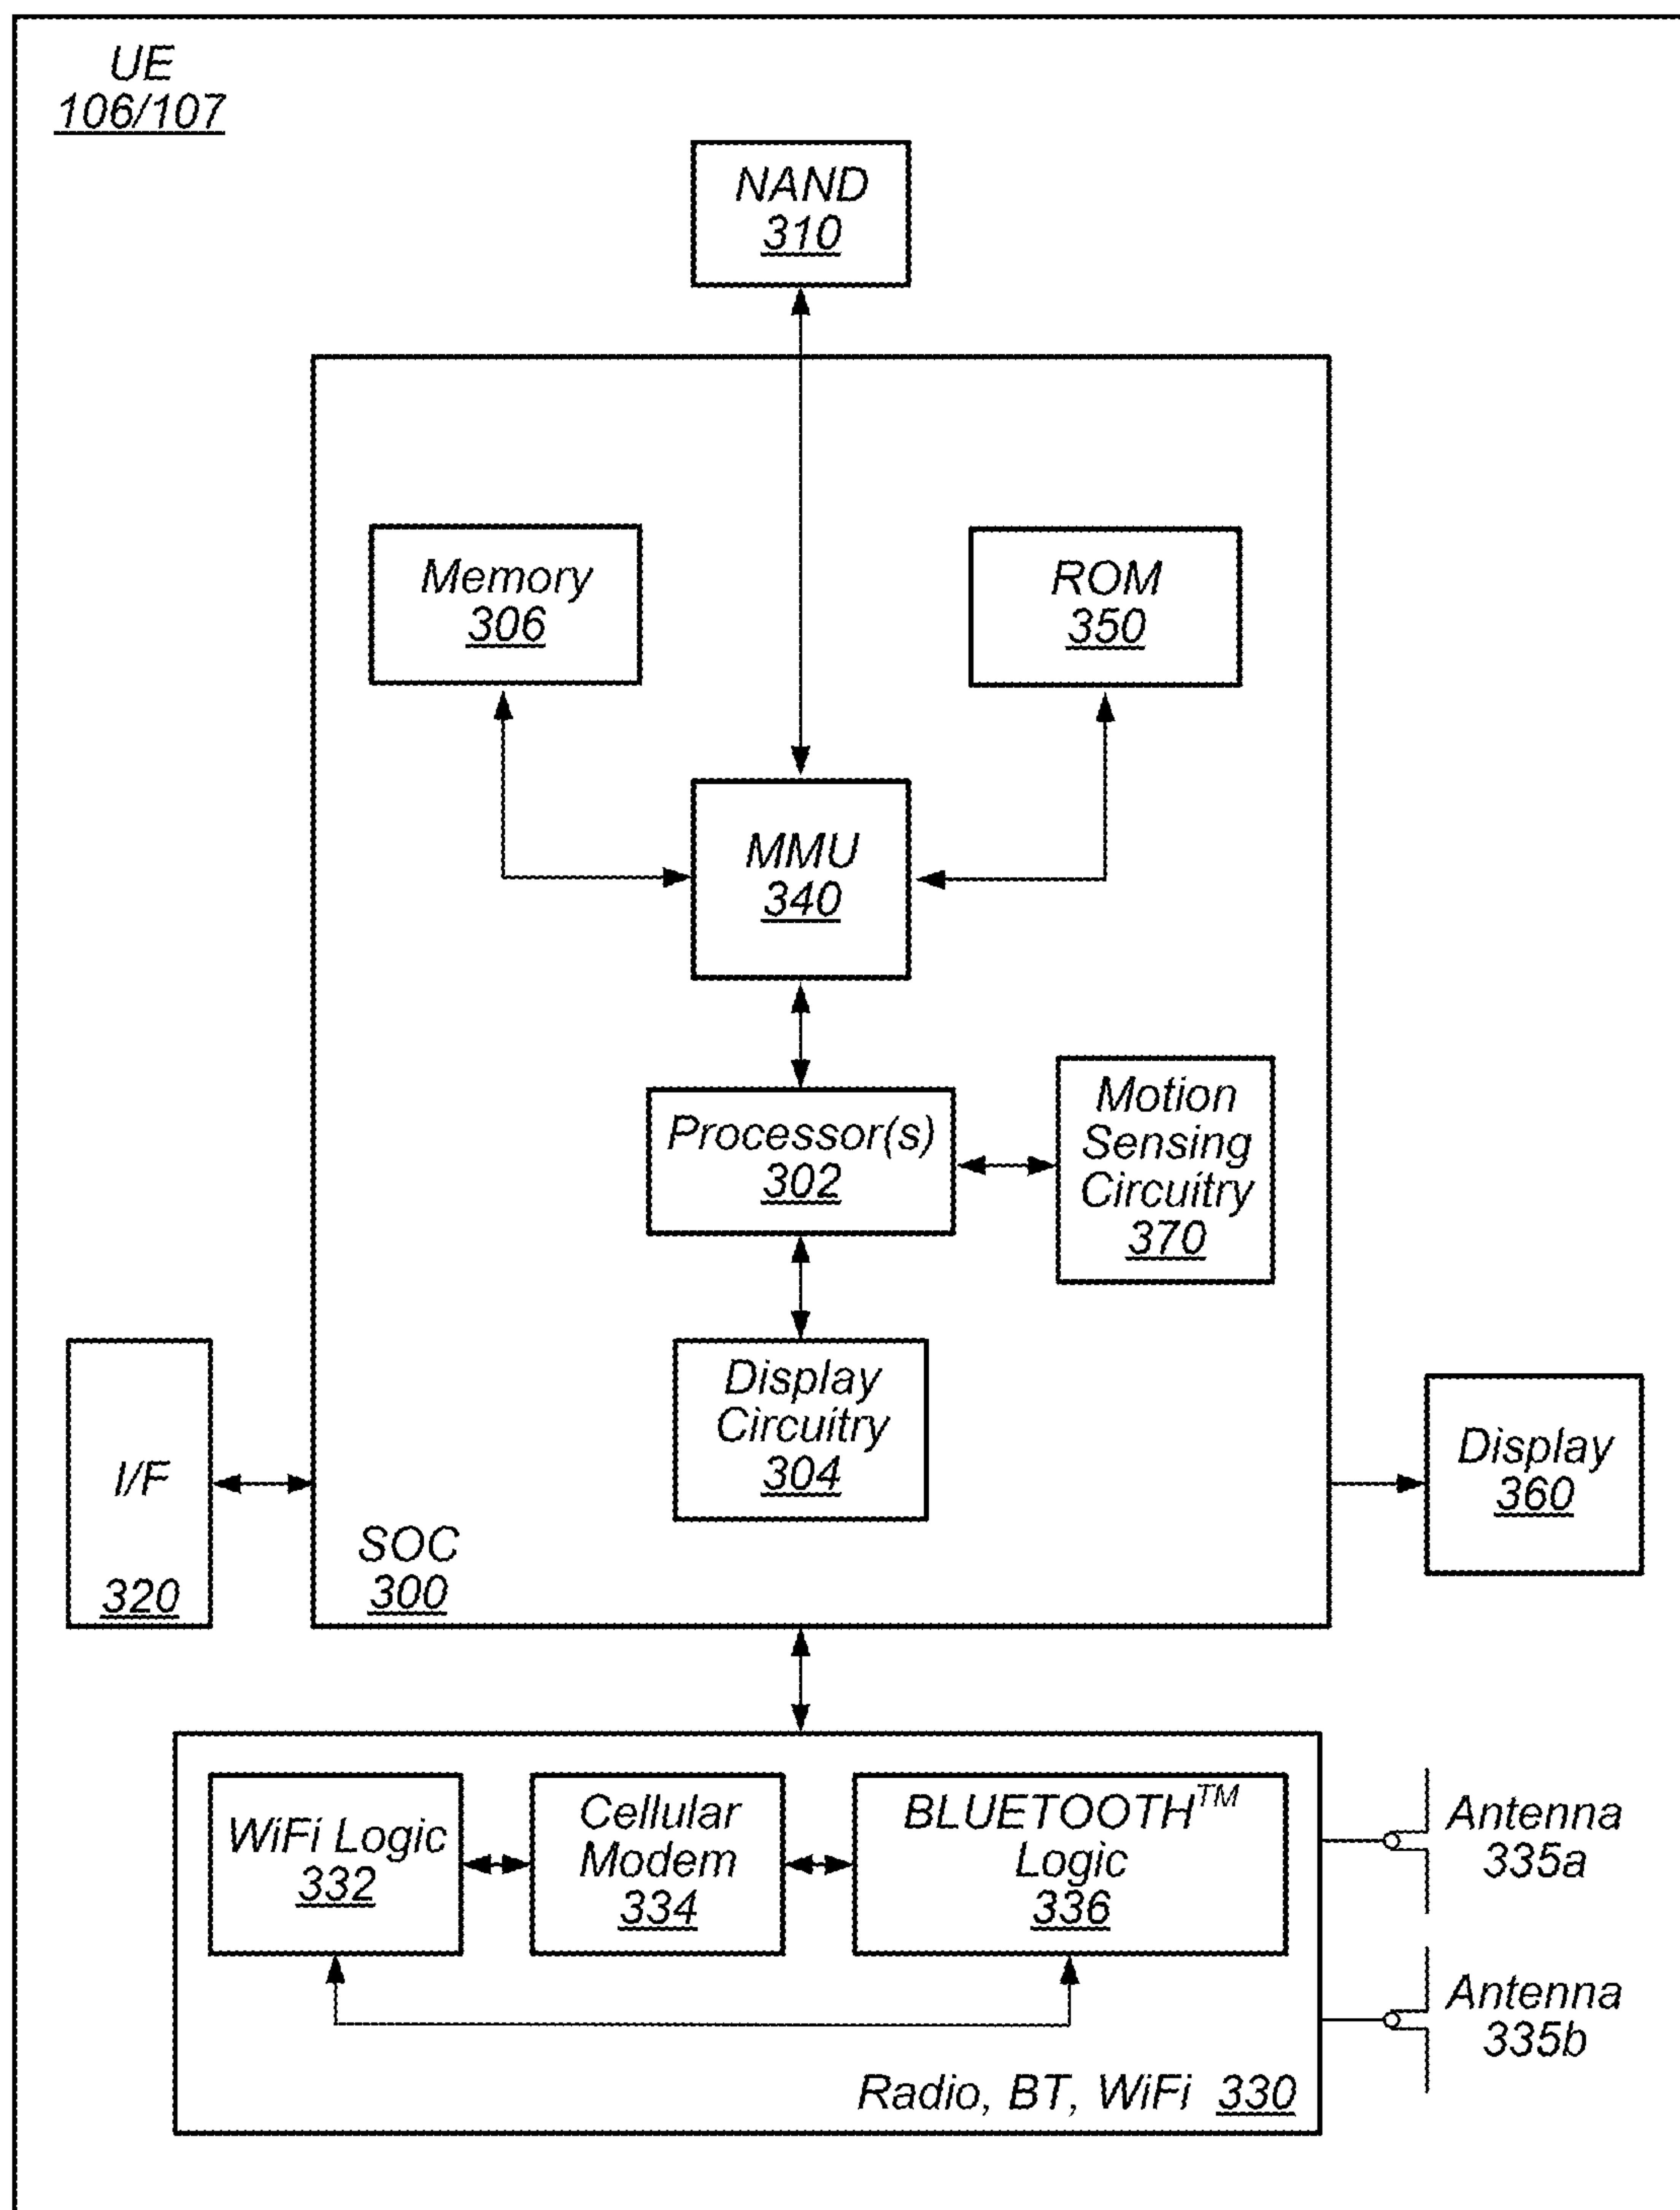 UE
106/107
NAND
310
Memory
306
ROM
350
MMU
340
Processor(s)
302
Motion
Sensing
Circuitry
370
Display
Circuitry
304
I/F
320
SOC
300
Display
360
WiFi Logic
332
Cellular
Modem
334
BLUETOOTH™
Logic
336
Antenna
335a
Antenna
335b
Radio, BT, WiFi 330